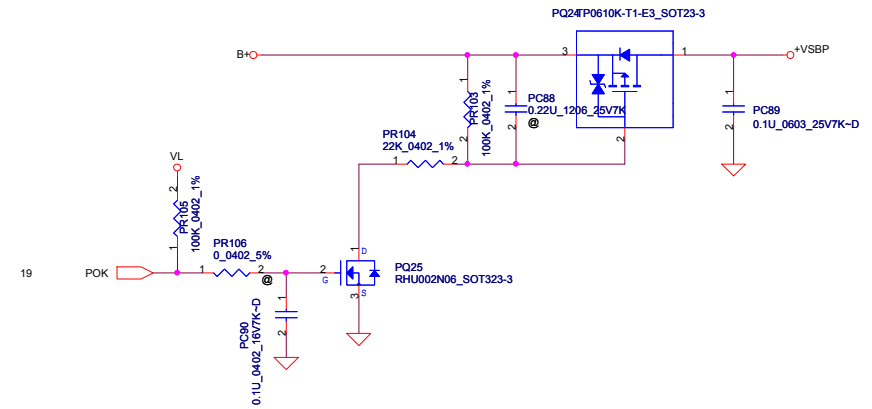 PQ24TP0610K-T1-E3_SOT23-3
B+
3
1
+VSBP
1
2
PR103
100K_0402_1%
1
2
PC88
0.22U_1206_25V7K
@
2
1
2
PC89
0.1U_0603_25V7K~D
PR104
22K_0402_1%
1
2
VL
2
1
PR105
100K_0402_1%
PR106
0_0402_5%
19
POK
1
2
@
2
G
1
D
3
S
PQ25
RHU002N06_SOT323-3
1
2
PC90
0.1U_0402_16V7K~D